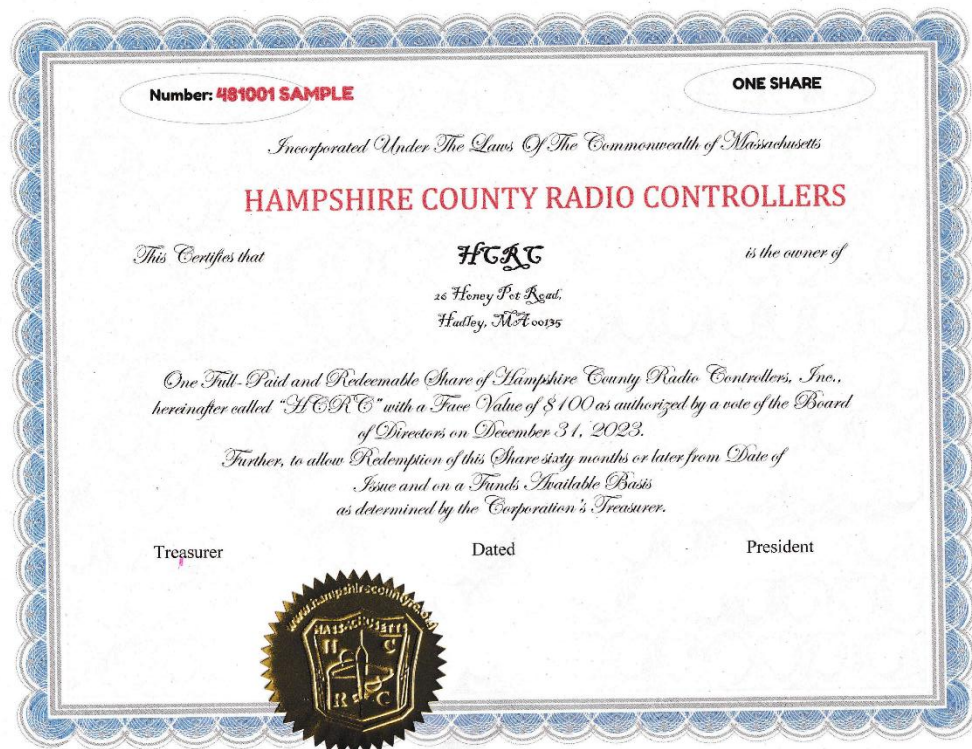 Number: 481001 SAMPLE
ONE SHARE
Incorporated Under The Laws Of The Commonwealth of Massachusetts
HAMPSHIRE COUNTY RADIO CONTROLLERS
This Certifies that
HCRC
is the owner of
26 Honey Pot Road,
Hadley, MA 00135
One Full-Paid and Redeemable Share of Hampshire County Radio Controllers, Inc.,
hereinafter called "HCRC" with a Face Value of $100 as authorized by a vote of the Board
of Directors on December 31, 2023.
Further, to allow Redemption of this Share sixty months or later from Date of
Issue and on a Funds Available Basis
as determined by the Corporation's Treasurer.
Treasurer
Dated
President
MASSACHUSETTS
H C
R C